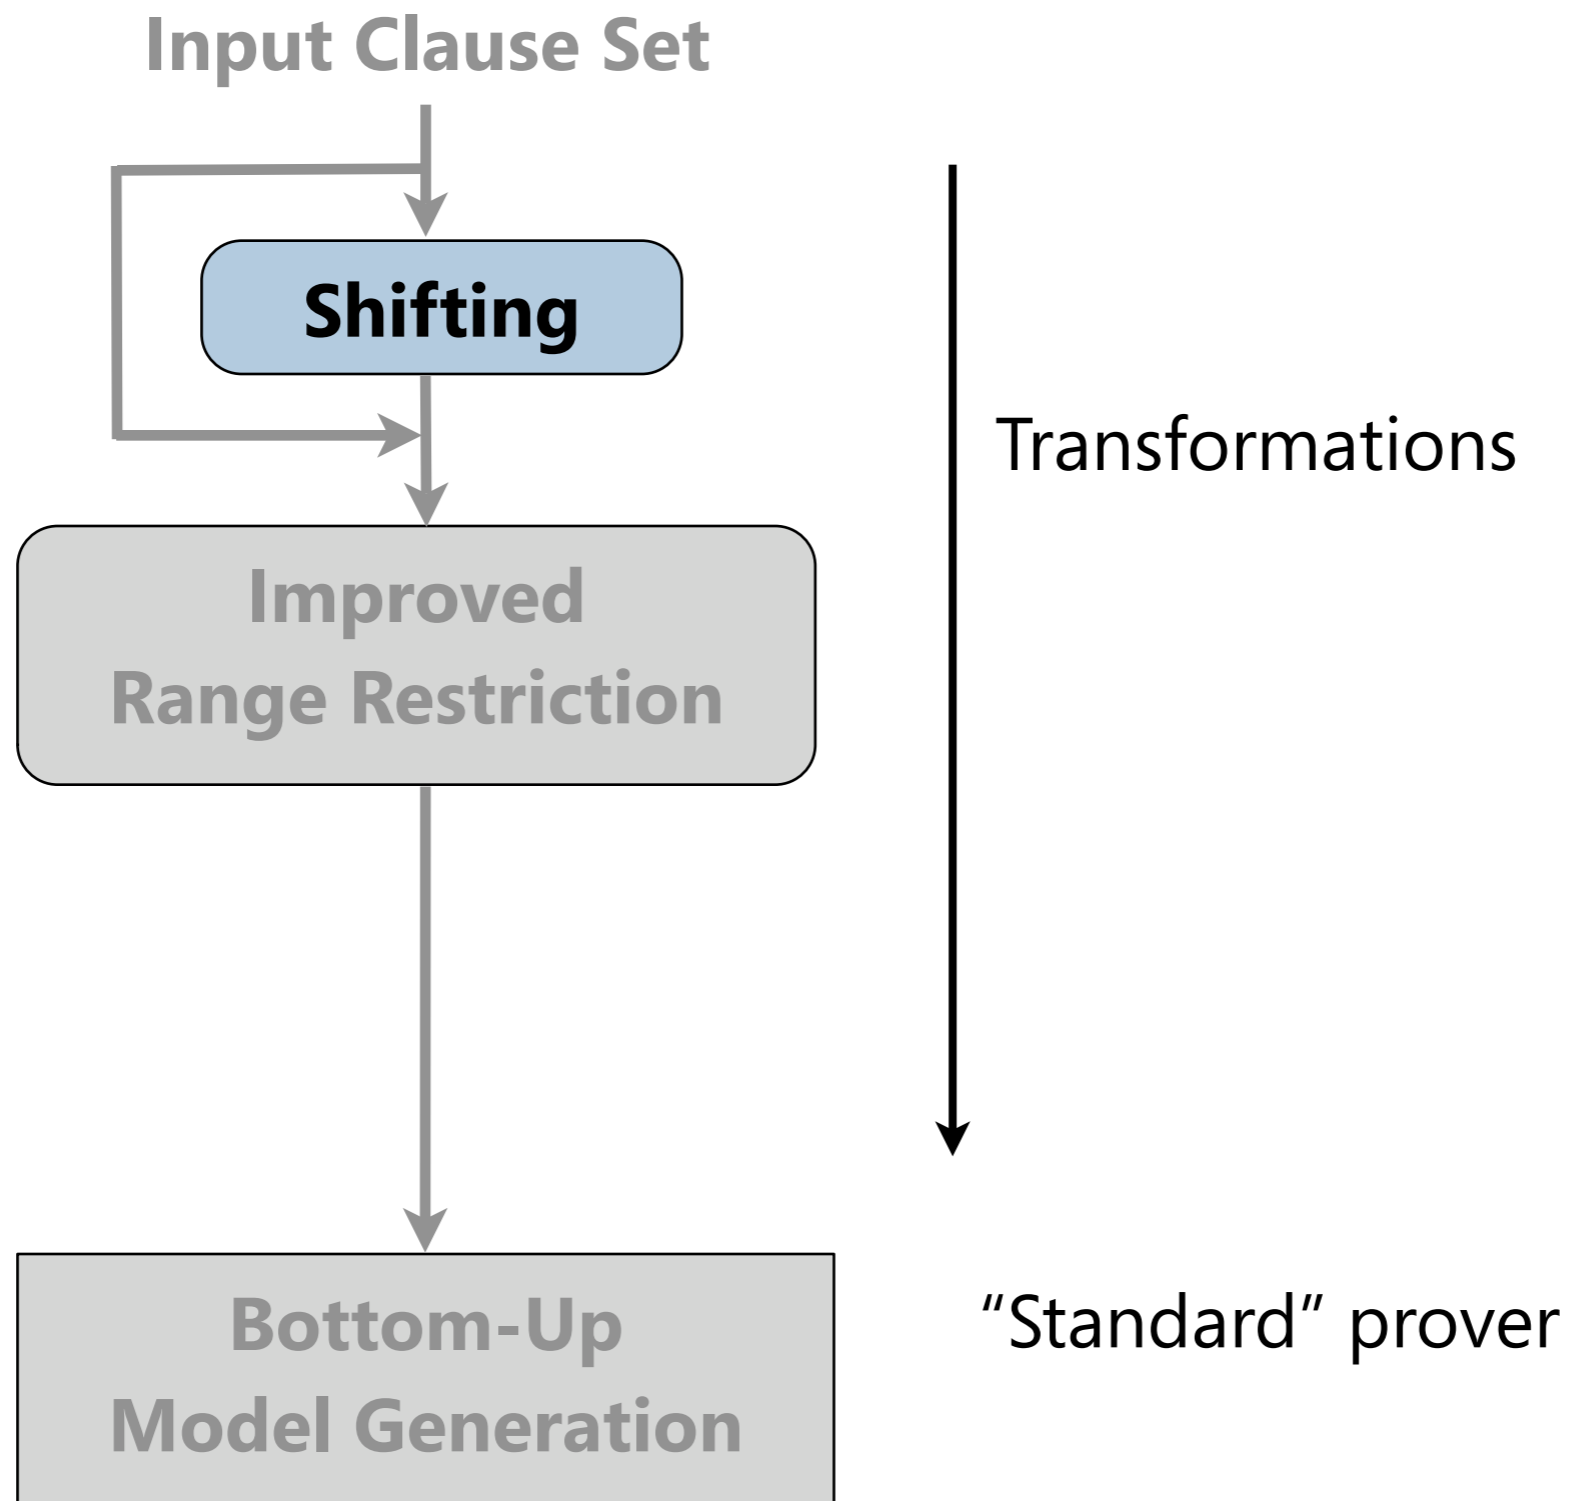 Input Clause Set
Shifting
Transformations
Improved
Range Restriction
Bottom-Up
Model Generation
“Standard” prover